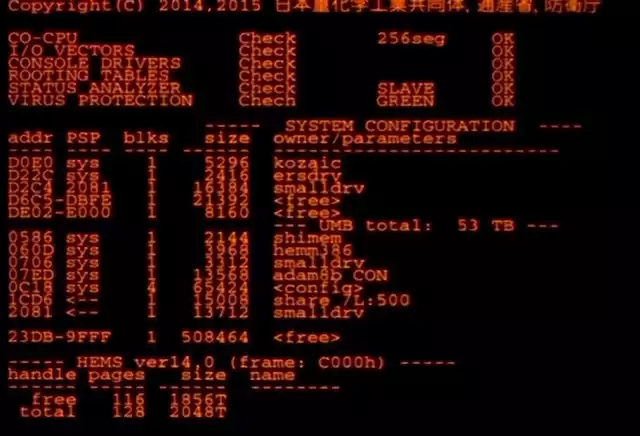 Copyright(C) 2014,2015 日本重化学工業共同体,通産省,防衛庁
CO-CPU Check 256seg OK
I/O VECTORS Check OK
CONSOLE DRIVERS Check OK
ROOTING TABLES Check OK
STATUS ANALYZER Check SLAVE OK
VIRUS PROTECTION Chech GREEN OK
----- SYSTEM CONFIGURATION ----
addr PSP blks size owner/parameters
D0E0 sys 1 5296 kozaic
D22C sys 1 2416 ersdrv
D2C4 2081 1 16384 smalldrv
D6C5-DBFE 1 21392 <free>
DE02-E000 1 8160 <free>
--- UMB total: 53 TB ---
0586 sys 1 2144 shimem
060D sys 1 3968 hemm386
0706 sys 1 3312 smalldrv
07ED sys 1 13568 adam8b CON
0C18 sys 4 65424 <config>
1CD6 <-- 1 15008 share /L:500
2081 <-- 1 13712 smalldrv
23DB-9FFF 1 508464 <free>
----- HEMS ver14,0 (frame: C000h) -----
handle pages size name
free 116 1856T
total 128 2048T